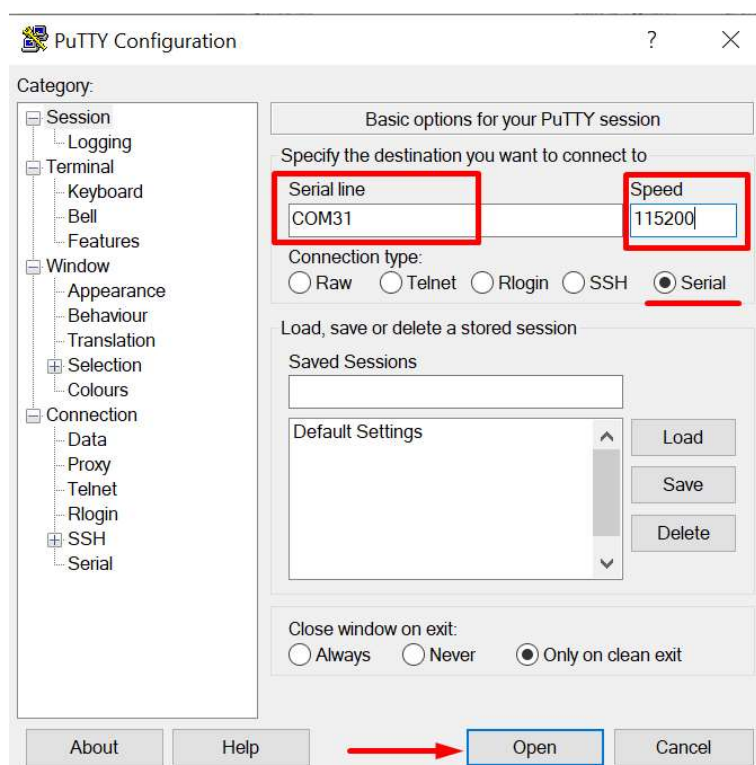 PuTTY Configuration
?
Category:
Session
Logging
Terminal
Keyboard
Bell
Features
Window
Appearance
Behaviour
Translation
Selection
Colours
Connection
Data
Proxy
Telnet
Rlogin
SSH
Serial
Basic options for your PuTTY session
Specify the destination you want to connect to
Serial line Speed
COM31 115200
Connection type:
Raw Telnet Rlogin SSH Serial
Load, save or delete a stored session
Saved Sessions
Default Settings
Load
Save
Delete
Close window on exit:
Always Never Only on clean exit
About Help Open Cancel